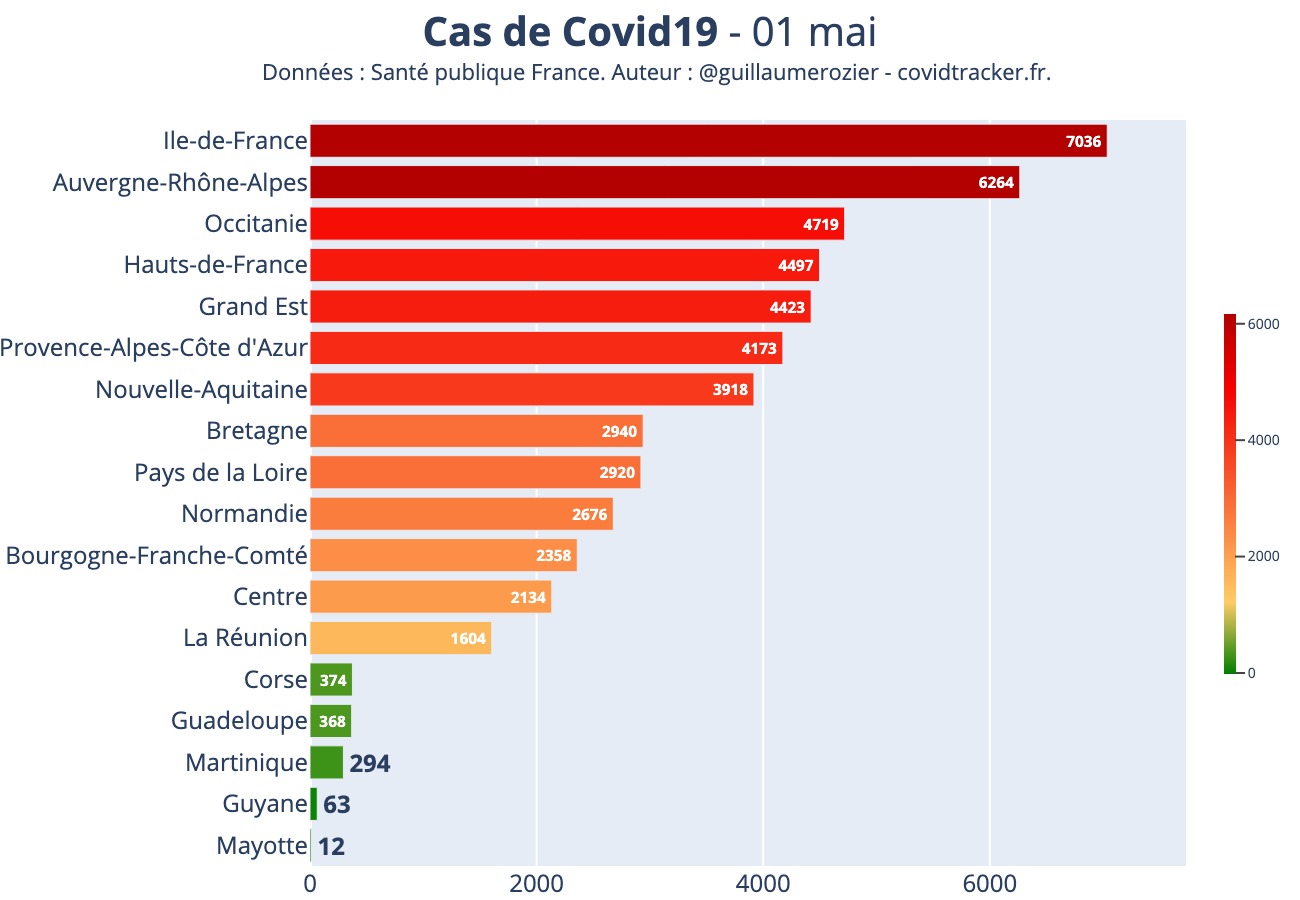 Cas de Covid19 - 01 mai
Données : Santé publique France. Auteur : @guillaumerozier - covidtracker.fr.
Ile-de-France 7036
Auvergne-Rhône-Alpes 6264
Occitanie 4719
Hauts-de-France 4497
Grand Est 4423
Provence-Alpes-Côte d'Azur 4173
Nouvelle-Aquitaine 3918
Bretagne 2940
Pays de la Loire 2920
Normandie 2676
Bourgogne-Franche-Comté 2358
Centre 2134
La Réunion 1604
Corse 374
Guadeloupe 368
Martinique 294
Guyane 63
Mayotte 12
0 2000 4000 6000
6000
4000
2000
0